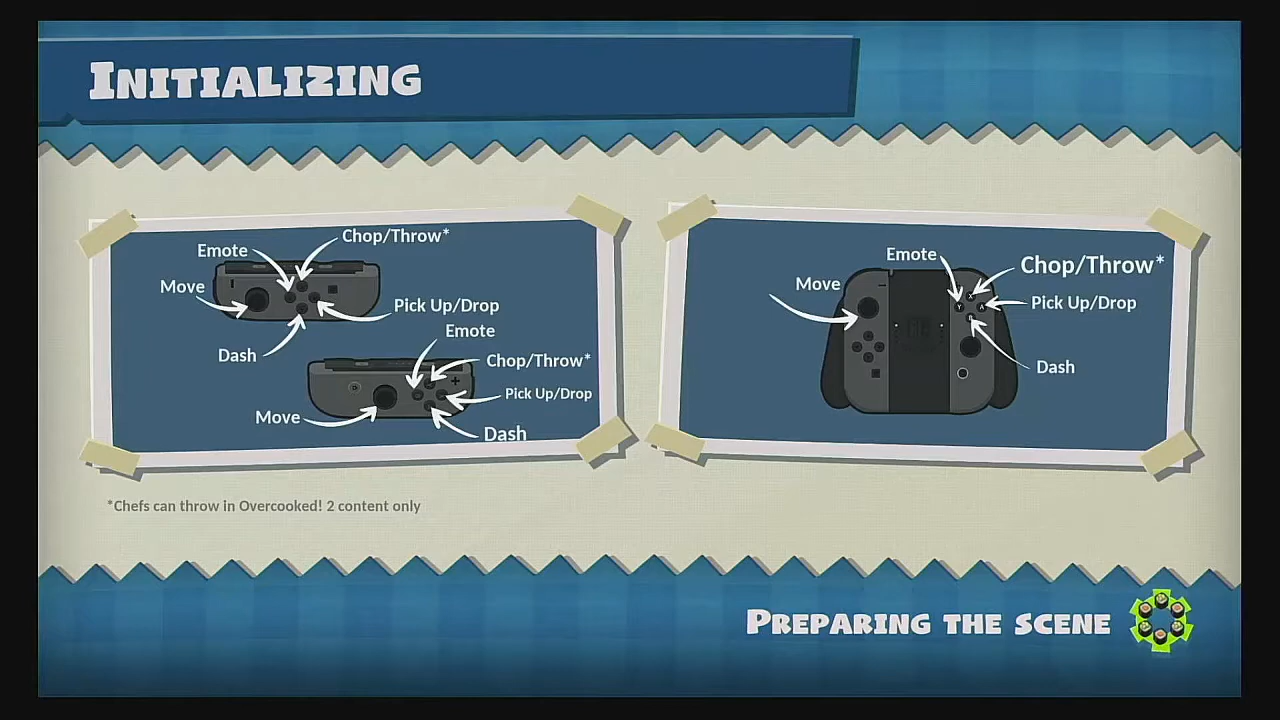 INITIALIZING
Emote
Chop/Throw*
Move
Pick Up/Drop
Dash
Emote
Chop/Throw*
Pick Up/Drop
Move
Dash
Emote
Chop/Throw*
Move
Pick Up/Drop
Dash
*Chefs can throw in Overcooked! 2 content only
PREPARING THE SCENE